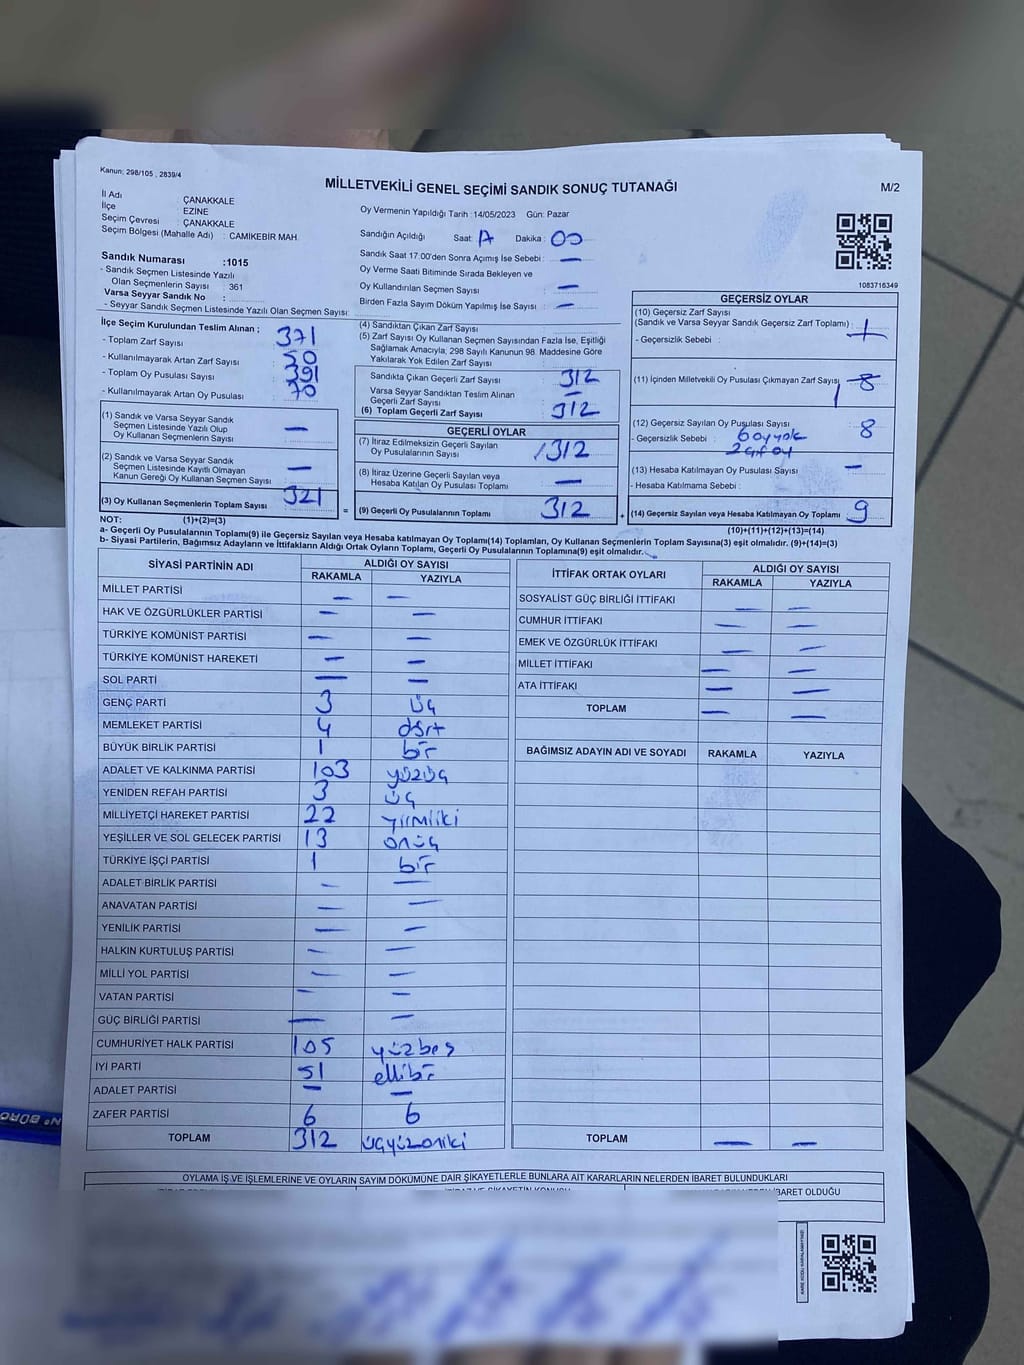 Kanun; 298/105 , 2839/4
MİLLETVEKİLİ GENEL SEÇİMİ SANDIK SONUÇ TUTANAĞI
M/2
İl Adı ÇANAKKALE
İlçe EZİNE
Seçim Çevresi : ÇANAKKALE
Seçim Bölgesi (Mahalle Adı) : CAMIKEBİR MAH.
Oy Vermenin Yapıldığı Tarih :14/05/2023 Gün: Pazar
Sandığın Açıldığı Saat: 17 Dakika : 00
Sandık Saat 17.00'den Sonra Açımış İse Sebebi : —
Oy Verme Saati Bitiminde Sırada Bekleyen ve
Oy Kullandırılan Seçmen Sayısı : —
Birden Fazla Sayım Döküm Yapılmış İse Sayısı : —
1083716349
Sandık Numarası :1015
- Sandık Seçmen Listesinde Yazılı
Olan Seçmenlerin Sayısı : 361
Varsa Seyyar Sandık No :
- Seyyar Sandık Seçmen Listesinde Yazılı Olan Seçmen Sayısı :
İlçe Seçim Kurulundan Teslim Alınan ;
- Toplam Zarf Sayısı : 371
- Kullanılmayarak Artan Zarf Sayısı : 50
- Toplam Oy Pusulası Sayısı : 391
- Kullanılmayarak Artan Oy Pusulası : 70
(1) Sandık ve Varsa Seyyar Sandık
Seçmen Listesinde Yazılı Olup
Oy Kullanan Seçmenlerin Sayısı : —
(2) Sandık ve Varsa Seyyar Sandık
Seçmen Listesinde Kayıtlı Olmayan
Kanun Gereği Oy Kullanan Seçmen Sayısı : —
(3) Oy Kullanan Seçmenlerin Toplam Sayısı : 321
(4) Sandıktan Çıkan Zarf Sayısı :
(5) Zarf Sayısı Oy Kullanan Seçmen Sayısından Fazla İse, Eşitliği
Sağlamak Amacıyla, 298 Sayılı Kanunun 98. Maddesine Göre
Yakılarak Yok Edilen Zarf Sayısı :
Sandıkta Çıkan Geçerli Zarf Sayısı : 312
Varsa Seyyar Sandıktan Teslim Alınan
Geçerli Zarf Sayısı : —
(6) Toplam Geçerli Zarf Sayısı : 312
GEÇERLİ OYLAR
(7) İtiraz Edilmeksizin Geçerli Sayılan
Oy Pusulalarının Sayısı : 312
(8) İtiraz Üzerine Geçerli Sayılan veya
Hesaba Katılan Oy Pusulası Toplamı : —
= (9) Geçerli Oy Pusulalarının Toplamı : 312
GEÇERSİZ OYLAR
(10) Geçersiz Zarf Sayısı
(Sandık ve Varsa Seyyar Sandık Geçersiz Zarf Toplamı) :
- Geçersizlik Sebebi :
(11) İçinden Milletvekili Oy Pusulası Çıkmayan Zarf Sayısı :
(12) Geçersiz Sayılan Oy Pusulası Sayısı : 8
- Geçersizlik Sebebi : 6 oy yok
(13) Hesaba Katılmayan Oy Pusulası Sayısı : —
- Hesaba Katılmama Sebebi :
+ (14) Geçersiz Sayılan veya Hesaba Katılmayan Oy Toplamı : 9
NOT: (1)+(2)=(3)
(10)+(11)+(12)+(13)=(14)
a- Geçerli Oy Pusulalarının Toplamı(9) ile Geçersiz Sayılan veya Hesaba Katılmayan Oy Toplamı(14) Toplamları, Oy Kullanan Seçmenlerin Toplam Sayısına(3) eşit olmalıdır. (9)+(14)=(3)
b- Siyasi Partilerin, Bağımsız Adayların ve İttifakların Aldığı Ortak Oyların Toplamı, Geçerli Oy Pusulalarının Toplamına(9) eşit olmalıdır.
SİYASİ PARTİNİN ADI ALDIĞI OY SAYISI
RAKAMLA YAZIYLA
MİLLET PARTİSİ — —
HAK VE ÖZGÜRLÜKLER PARTİSİ — —
TÜRKİYE KOMÜNİST PARTİSİ — —
TÜRKİYE KOMÜNİST HAREKETİ — —
SOL PARTİ — —
GENÇ PARTİ 3 üç
MEMLEKET PARTİSİ 4 dört
BÜYÜK BİRLİK PARTİSİ 1 bir
ADALET VE KALKINMA PARTİSİ 103 yüzüç
YENİDEN REFAH PARTİSİ 3 üç
MİLLİYETÇİ HAREKET PARTİSİ 22 yirmiiki
YEŞİLLER VE SOL GELECEK PARTİSİ 13 onüç
TÜRKİYE İŞÇİ PARTİSİ 1 bir
ADALET BİRLİK PARTİSİ — —
ANAVATAN PARTİSİ — —
YENİLİK PARTİSİ — —
HALKIN KURTULUŞ PARTİSİ — —
MİLLİ YOL PARTİSİ — —
VATAN PARTİSİ — —
GÜÇ BİRLİĞİ PARTİSİ — —
CUMHURİYET HALK PARTİSİ 105 yüzbeş
İYİ PARTİ 51 ellibir
ADALET PARTİSİ — —
ZAFER PARTİSİ 6 6
TOPLAM 312 üçyüzoniki
İTTİFAK ORTAK OYLARI ALDIĞI OY SAYISI
RAKAMLA YAZIYLA
SOSYALİST GÜÇ BİRLİĞİ İTTİFAKI — —
CUMHUR İTTİFAKI — —
EMEK VE ÖZGÜRLÜK İTTİFAKI — —
MİLLET İTTİFAKI — —
ATA İTTİFAKI — —
TOPLAM — —
BAĞIMSIZ ADAYIN ADI VE SOYADI RAKAMLA YAZIYLA
TOPLAM — —
OYLAMA İŞ VE İŞLEMLERİNE VE OYLARIN SAYIM DÖKÜMÜNE DAİR ŞİKAYETLERLE BUNLARA AİT KARARLARIN NELERDEN İBARET BULUNDUKLARI
İBARET OLDUĞU
KARE KODU KARALAMAYINIZ!